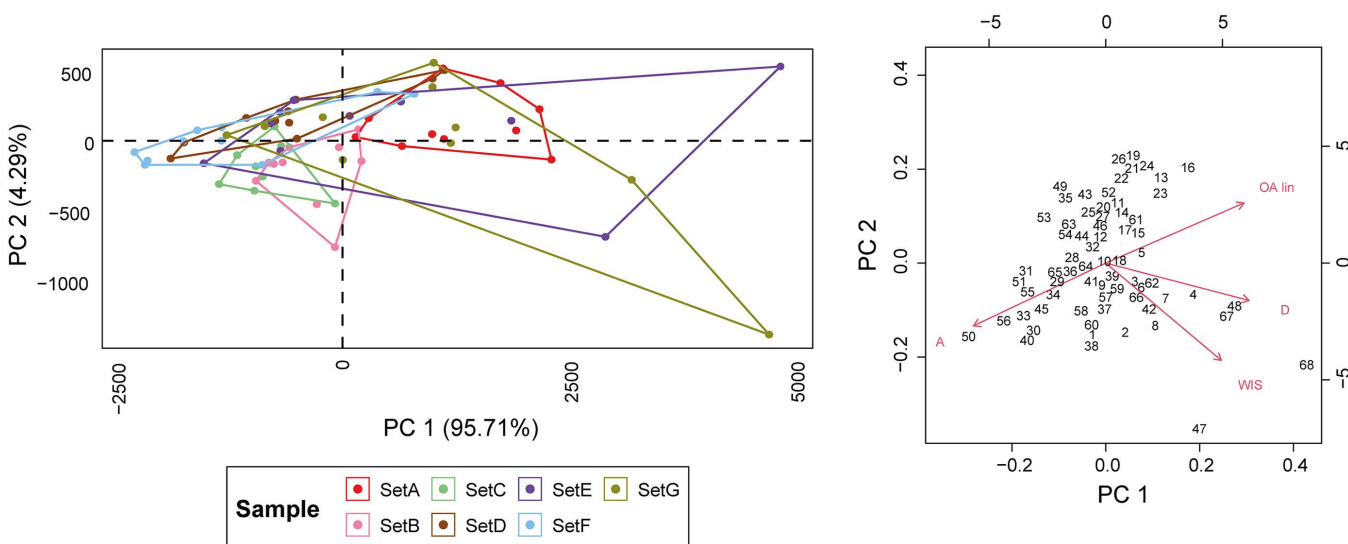 500
0
−500
−1000
PC 2 (4.29%)
−2500
0
2500
5000
PC 1 (95.71%)
Sample
SetA SetC SetE SetG
SetB SetD SetF
−5 0 5
0.4
0.2
0.0
−0.2
PC 2
5
0
−5
−0.2 0.0 0.2 0.4
PC 1
OA lin
D
WIS
A
26 19
21 24 16
22 13
49 43 52 23
35 11
53 25 20 14
27 61
63 46 17 15
54 44 12
32 5
28 10 18
64
31 65 36 39
51 29 41 9 3 6 62
55 34 59 4
57 66 7
45 58 37 42 48
33 67
56 60 8
30 1 2
50 40 38
68
47